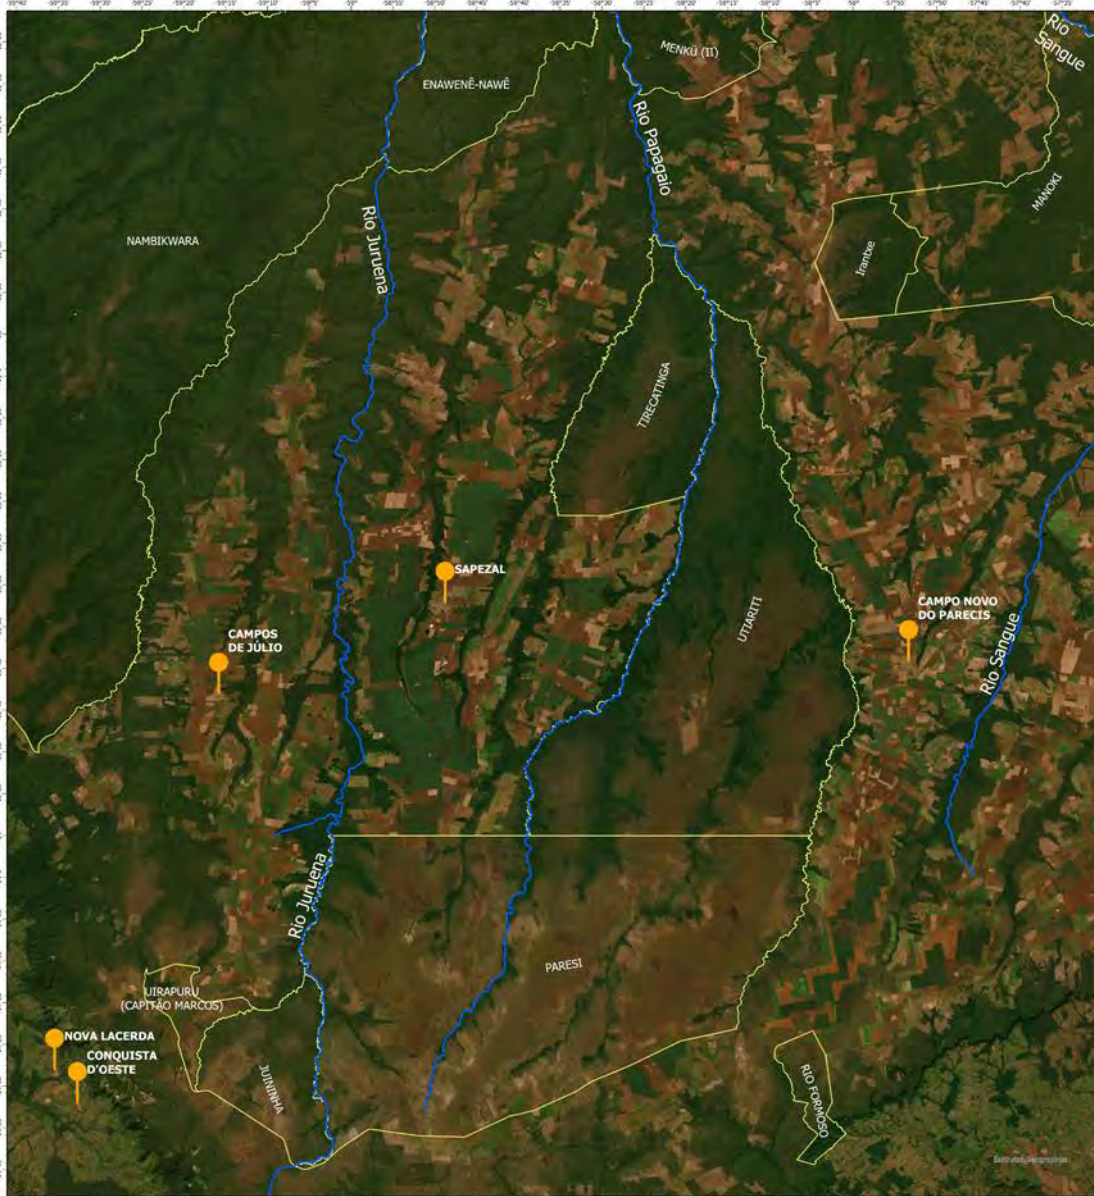 Rio
Sangue
MENKÜ (II)
ENAWENÊ-NAWÊ
Rio Papagaio
MANOKI
Rio Juruena
NAMBIKWARA
Irantxe
TIRECATINGA
SAPEZAL
UTIARITI
CAMPO NOVO
DO PARECIS
CAMPOS
DE JÚLIO
Rio Sangue
Rio Juruena
PARESI
UIRAPURU
(CAPITÃO MARCOS)
NOVA LACERDA
CONQUISTA
D'OESTE
JUININHA
RIO FORMOSO